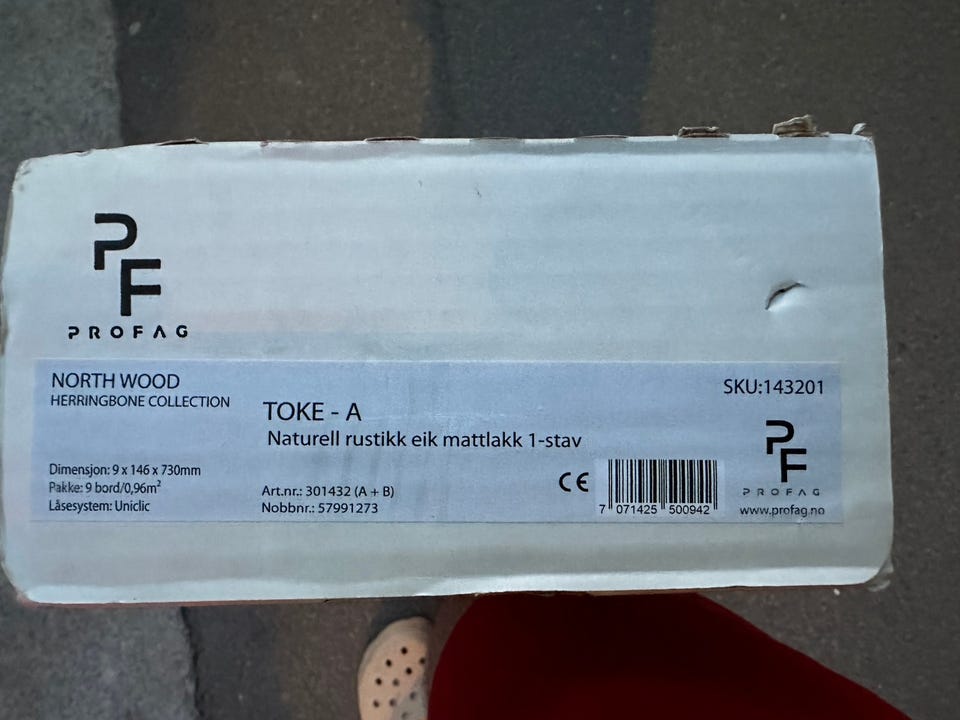 PF
PROFAG
NORTH WOOD
HERRINGBONE COLLECTION
SKU:143201
TOKE - A
Naturell rustikk eik mattlakk 1-stav
Dimensjon: 9 x 146 x 730mm
Pakke: 9 bord/0,96m²
Låsesystem: Uniclic
Art.nr.: 301432 (A + B)
Nobbnr.: 57991273
CE
7 071425 500942
PF
PROFAG
www.profag.no